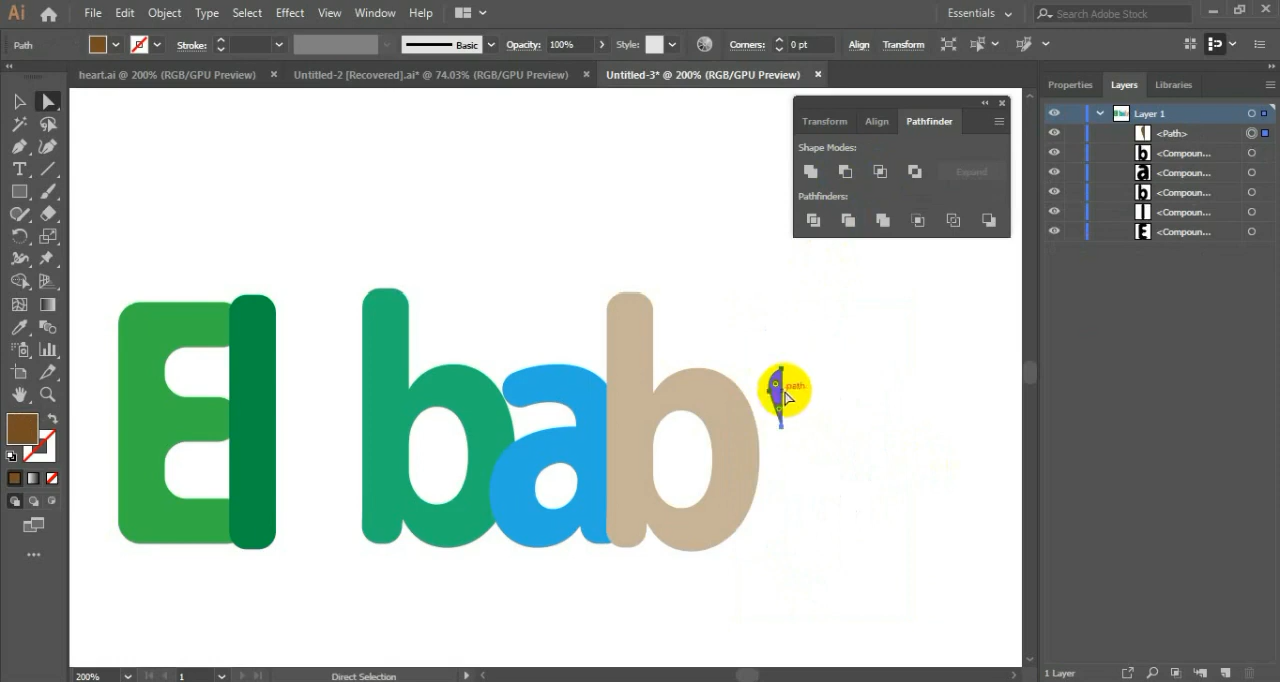 Ai File Edit Object Type Select Effect View Window Help Essentials Search Adobe Stock
Path Stroke: Basic Opacity: 100% Style: Corners: 0 pt Align Transform
heart.ai @ 200% (RGB/GPU Preview) × Untitled-2 [Recovered].ai* @ 74.03% (RGB/GPU Preview) × Untitled-3* @ 200% (RGB/GPU Preview) ×
Properties Layers Libraries
Transform Align Pathfinder
Shape Modes:
Expand
Pathfinders:
Layer 1
<Path>
b <Compoun...
a <Compoun...
b <Compoun...
l <Compoun...
E <Compoun...
El bab
path
200% 1 Direct Selection 1 Layer